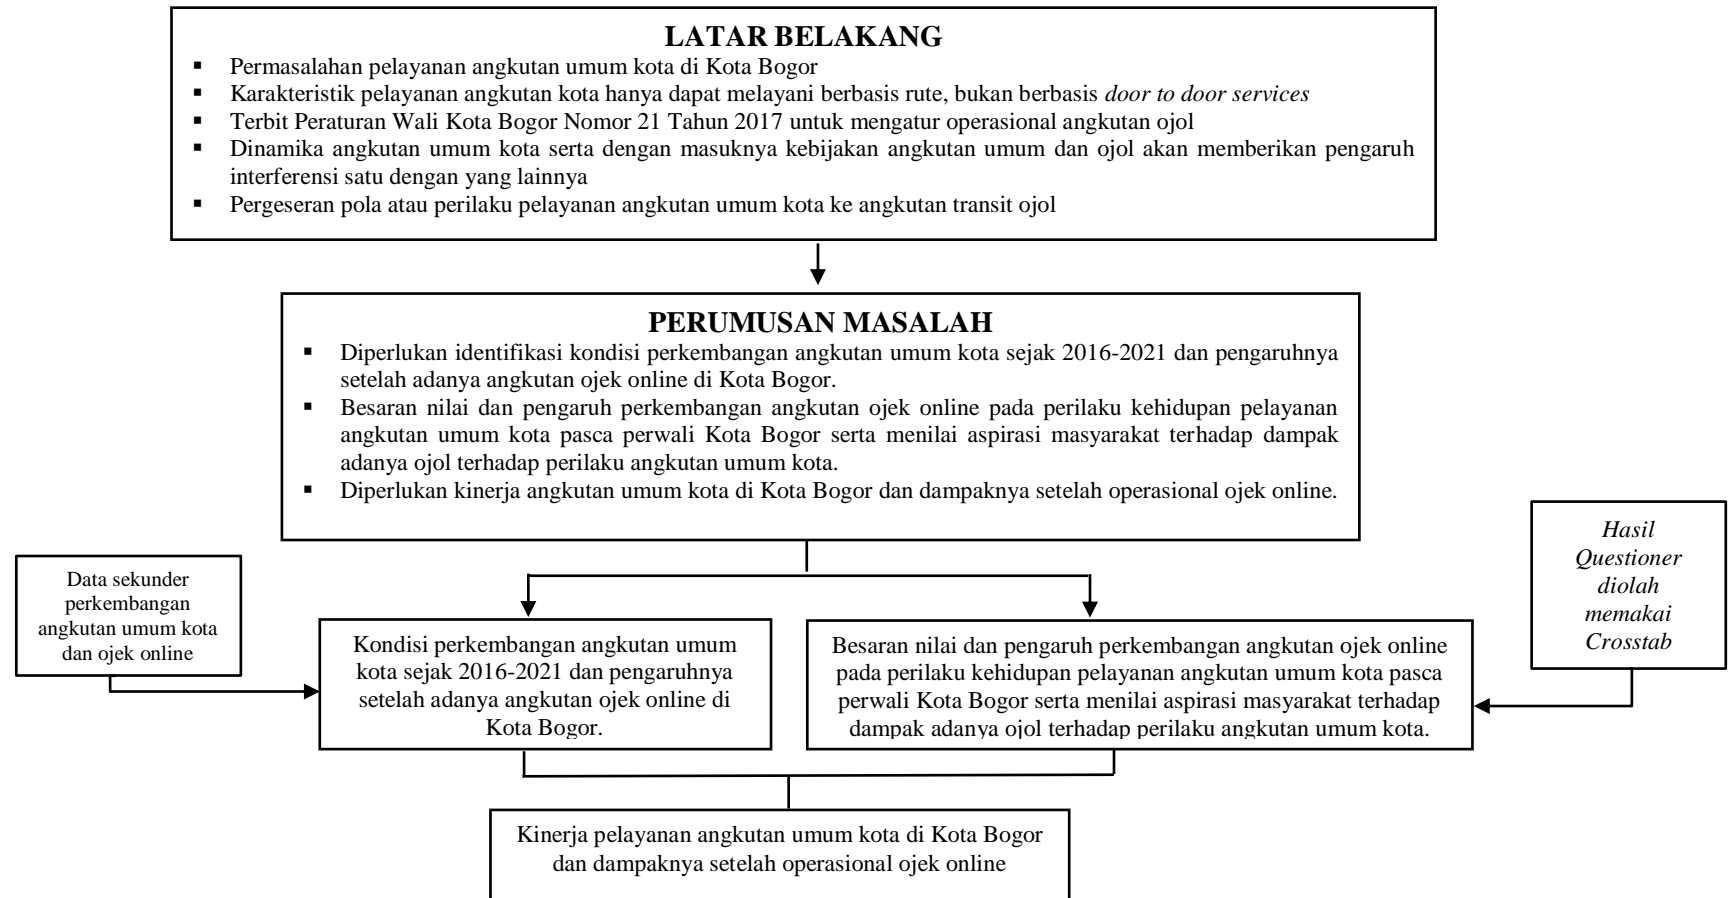 LATAR BELAKANG
▪ Permasalahan pelayanan angkutan umum kota di Kota Bogor
▪ Karakteristik pelayanan angkutan kota hanya dapat melayani berbasis rute, bukan berbasis door to door services
▪ Terbit Peraturan Wali Kota Bogor Nomor 21 Tahun 2017 untuk mengatur operasional angkutan ojol
▪ Dinamika angkutan umum kota serta dengan masuknya kebijakan angkutan umum dan ojol akan memberikan pengaruh
interferensi satu dengan yang lainnya
▪ Pergeseran pola atau perilaku pelayanan angkutan umum kota ke angkutan transit ojol
PERUMUSAN MASALAH
▪ Diperlukan identifikasi kondisi perkembangan angkutan umum kota sejak 2016-2021 dan pengaruhnya
setelah adanya angkutan ojek online di Kota Bogor.
▪ Besaran nilai dan pengaruh perkembangan angkutan ojek online pada perilaku kehidupan pelayanan
angkutan umum kota pasca perwali Kota Bogor serta menilai aspirasi masyarakat terhadap dampak
adanya ojol terhadap perilaku angkutan umum kota.
▪ Diperlukan kinerja angkutan umum kota di Kota Bogor dan dampaknya setelah operasional ojek online.
Data sekunder
perkembangan
angkutan umum kota
dan ojek online
Kondisi perkembangan angkutan umum
kota sejak 2016-2021 dan pengaruhnya
setelah adanya angkutan ojek online di
Kota Bogor.
Besaran nilai dan pengaruh perkembangan angkutan ojek online
pada perilaku kehidupan pelayanan angkutan umum kota pasca
perwali Kota Bogor serta menilai aspirasi masyarakat terhadap
dampak adanya ojol terhadap perilaku angkutan umum kota.
Hasil
Questioner
diolah
memakai
Crosstab
Kinerja pelayanan angkutan umum kota di Kota Bogor
dan dampaknya setelah operasional ojek online